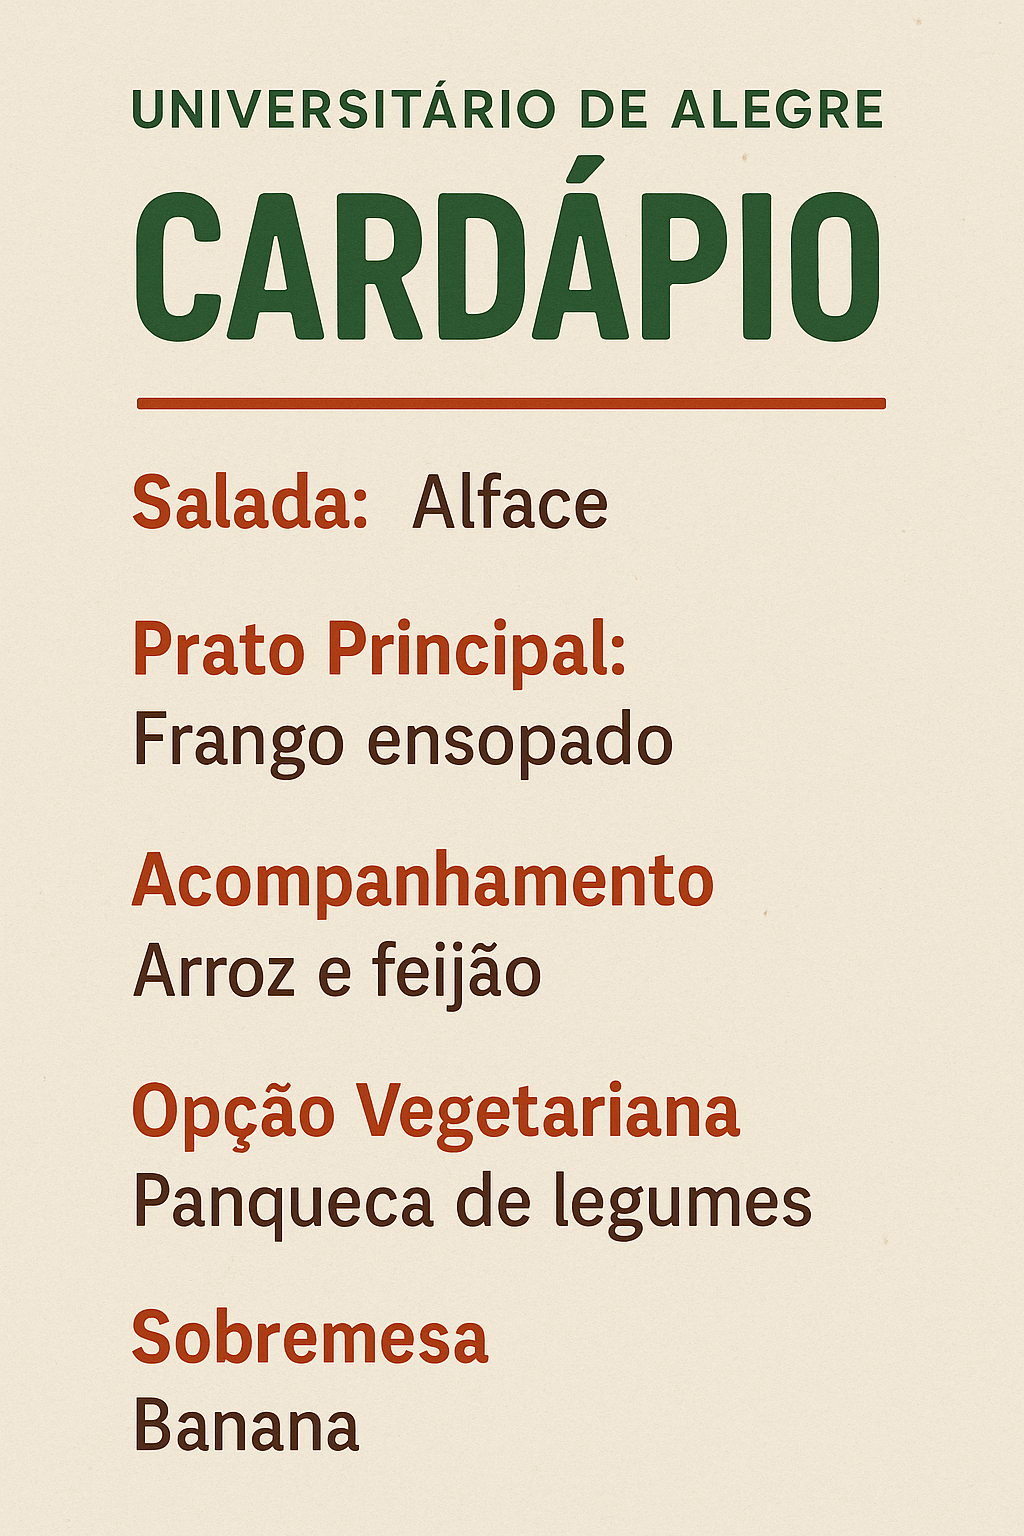 UNIVERSITÁRIO DE ALEGRE
CARDÁPIO
Salada: Alface
Prato Principal:
Frango ensopado
Acompanhamento
Arroz e feijão
Opção Vegetariana
Panqueca de legumes
Sobremesa
Banana